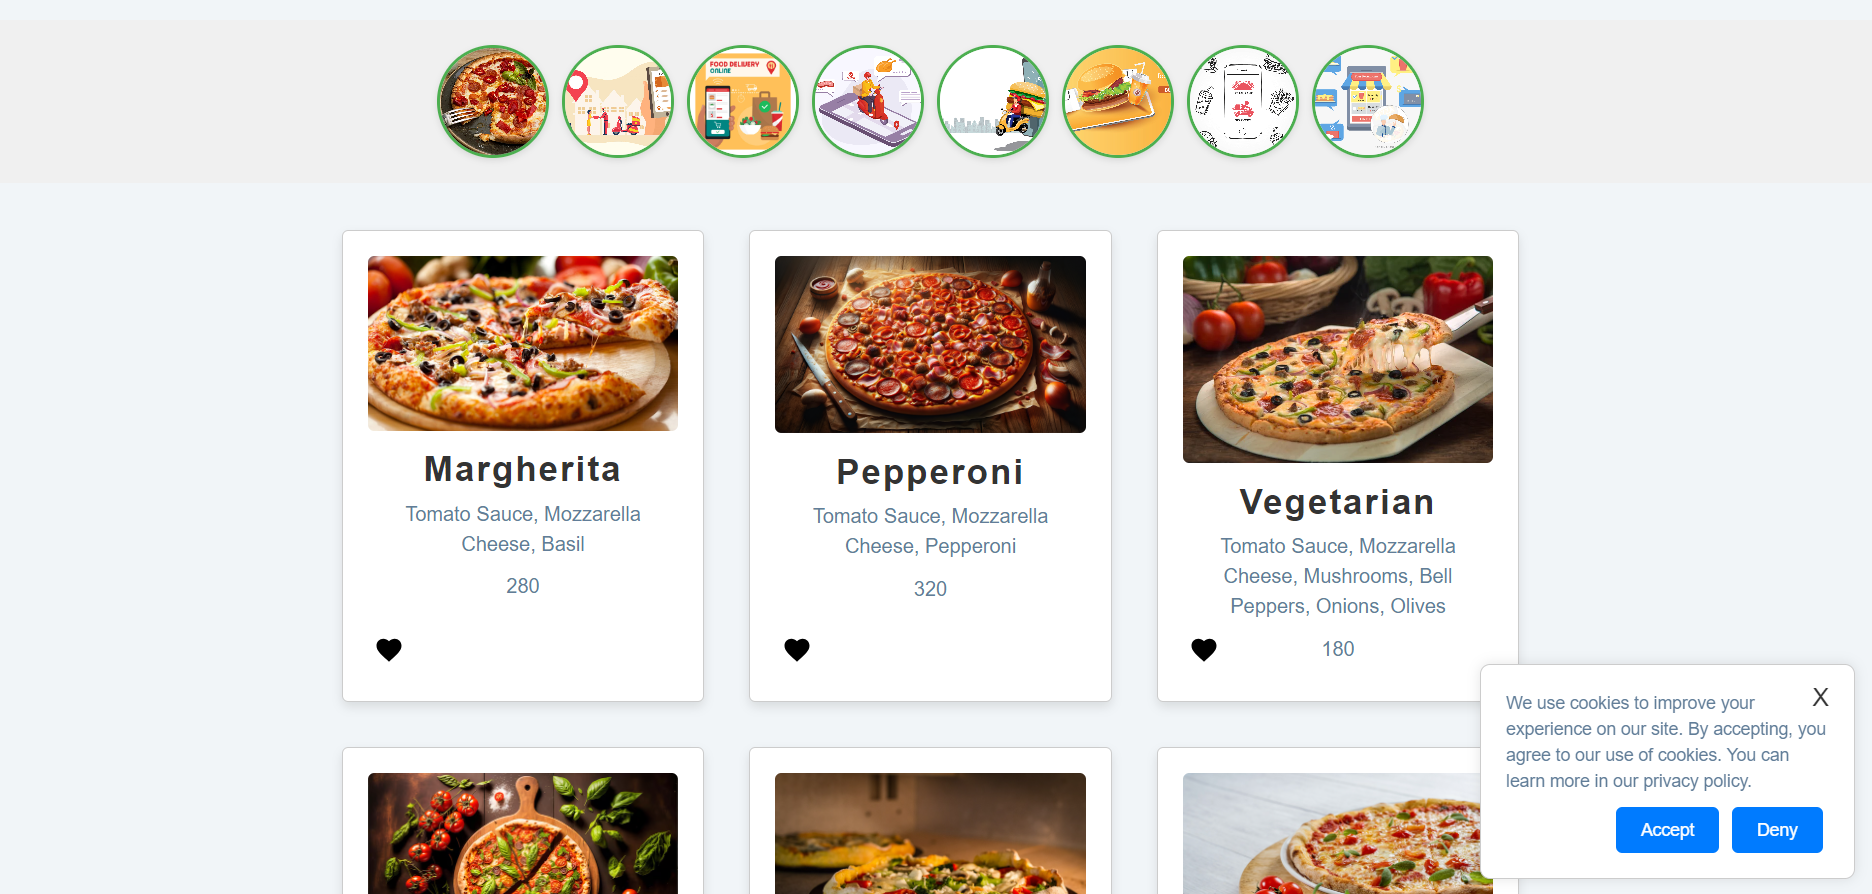 FOOD DELIVERY
ONLINE
Margherita
Tomato Sauce, Mozzarella
Cheese, Basil
280
Pepperoni
Tomato Sauce, Mozzarella
Cheese, Pepperoni
320
Vegetarian
Tomato Sauce, Mozzarella
Cheese, Mushrooms, Bell
Peppers, Onions, Olives
180
We use cookies to improve your
X
experience on our site. By accepting, you
agree to our use of cookies. You can
learn more in our privacy policy.
Accept
Deny